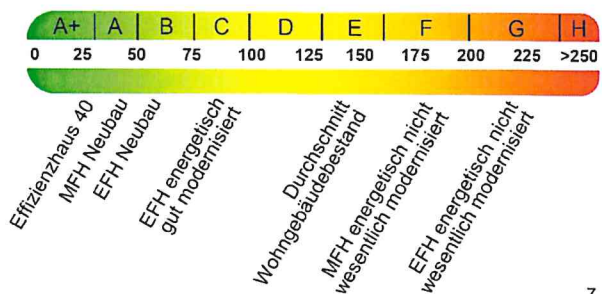 A+ A B C D E F G H
0 25 50 75 100 125 150 175 200 225 >250
Effizienzhaus 40
MFH Neubau
EFH Neubau
EFH energetisch
gut modernisiert
Durchschnitt
Wohngebäudebestand
MFH energetisch nicht
wesentlich modernisiert
EFH energetisch nicht
wesentlich modernisiert
7